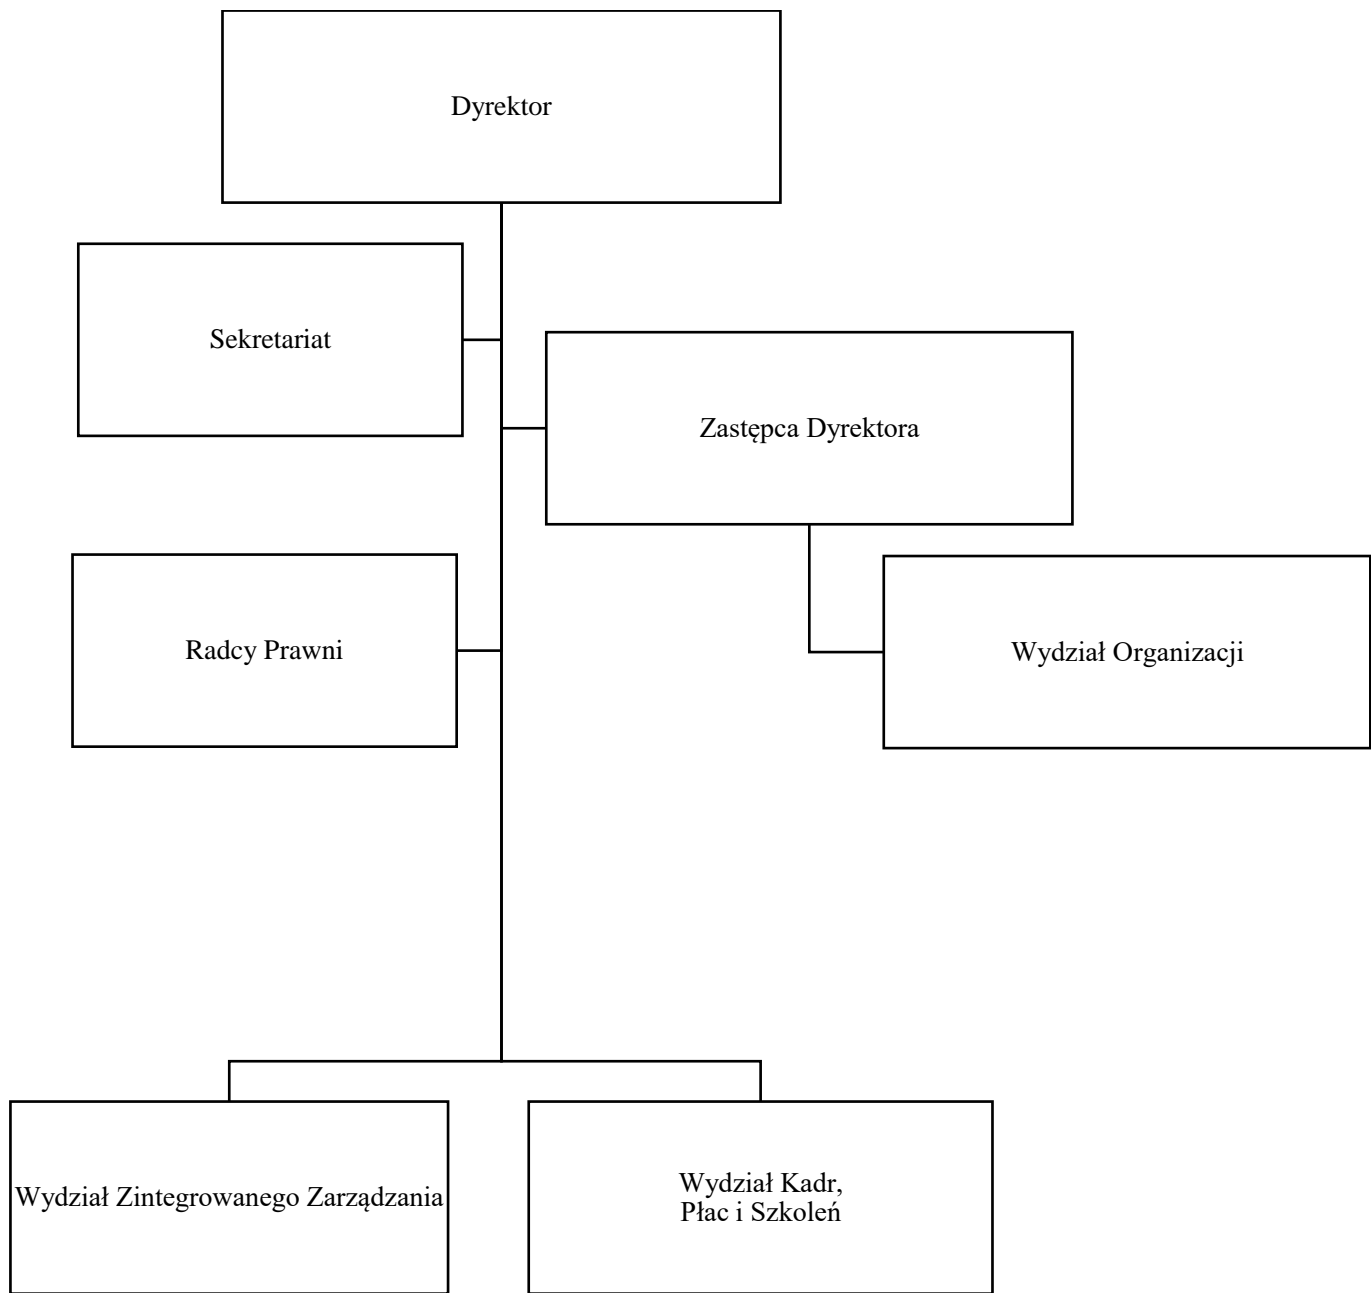 Dyrektor
Sekretariat
Zastępca Dyrektora
Radcy Prawni
Wydział Organizacji
Wydział Zintegrowanego Zarządzania
Wydział Kadr,
Płac i Szkoleń